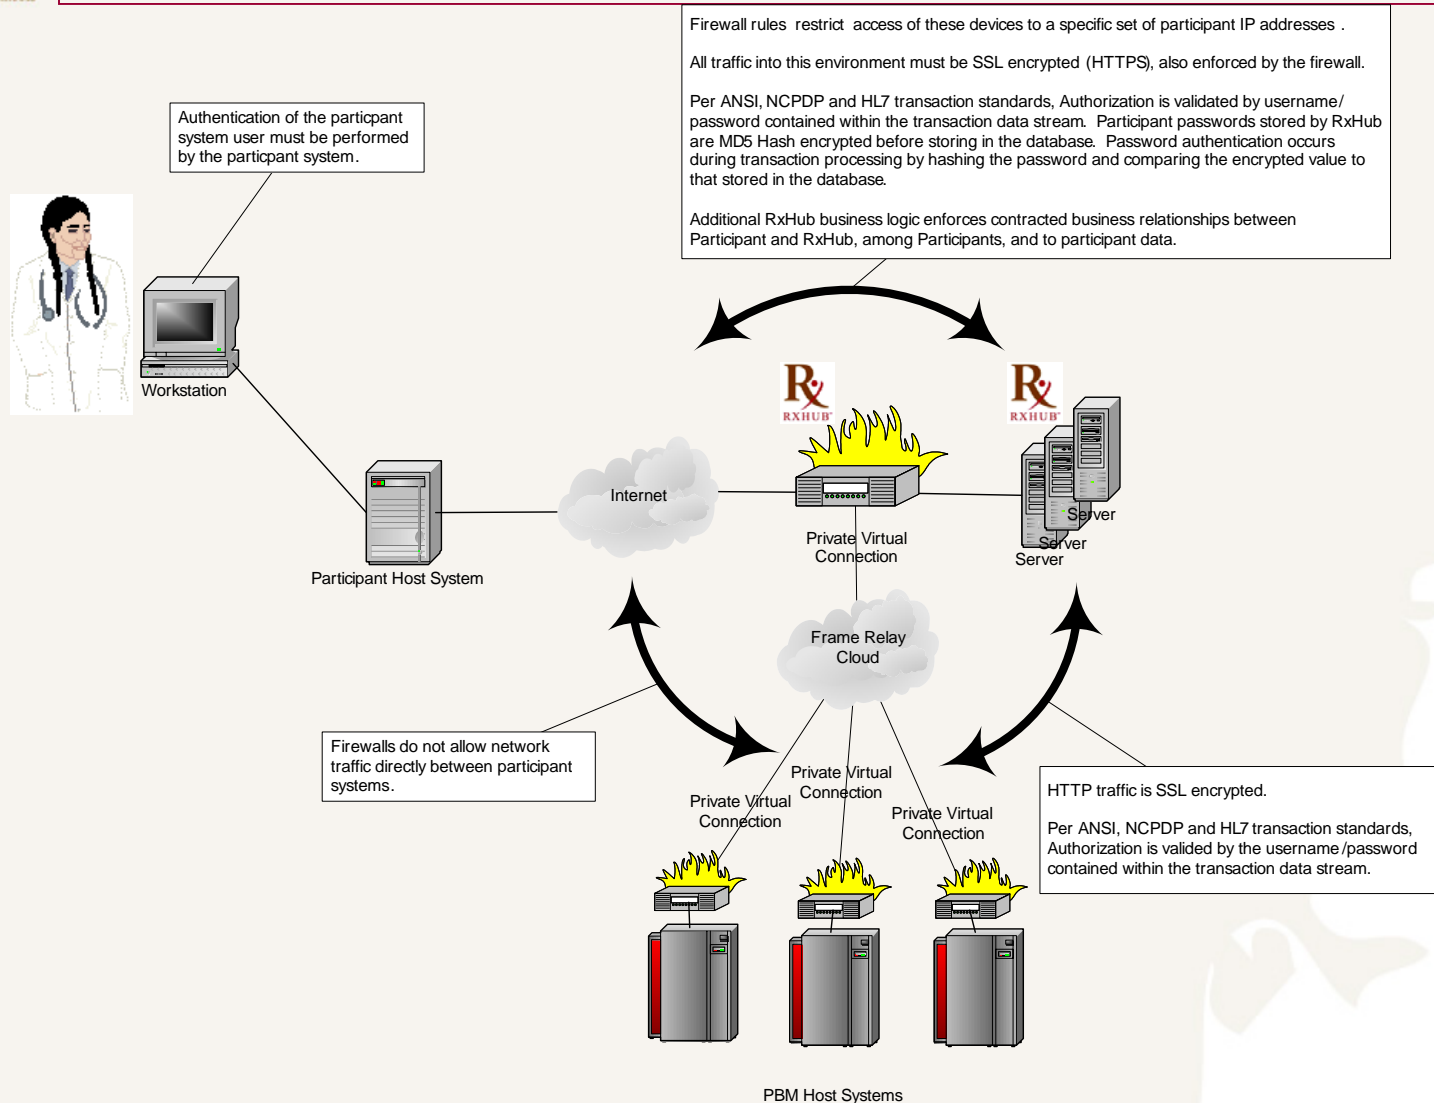 Firewall rules restrict access of these devices to a specific set of participant IP addresses .
All traffic into this environment must be SSL encrypted (HTTPS), also enforced by the firewall.
Per ANSI, NCPDP and HL7 transaction standards, Authorization is validated by username/
password contained within the transaction data stream. Participant passwords stored by RxHub
are MD5 Hash encrypted before storing in the database. Password authentication occurs
during transaction processing by hashing the password and comparing the encrypted value to
that stored in the database.
Additional RxHub business logic enforces contracted business relationships between
Participant and RxHub, among Participants, and to participant data.
Authentication of the particpant
system user must be performed
by the particpant system.
Workstation
Rx
RXHUB
Rx
RXHUB
Internet
Participant Host System
Private Virtual
Connection
Server
Server
Server
Frame Relay
Cloud
Firewalls do not allow network
traffic directly between participant
systems.
Private Virtual
Connection
Private Virtual
Connection
Private Virtual
Connection
HTTP traffic is SSL encrypted.
Per ANSI, NCPDP and HL7 transaction standards,
Authorization is valided by the username/password
contained within the transaction data stream.
PBM Host Systems